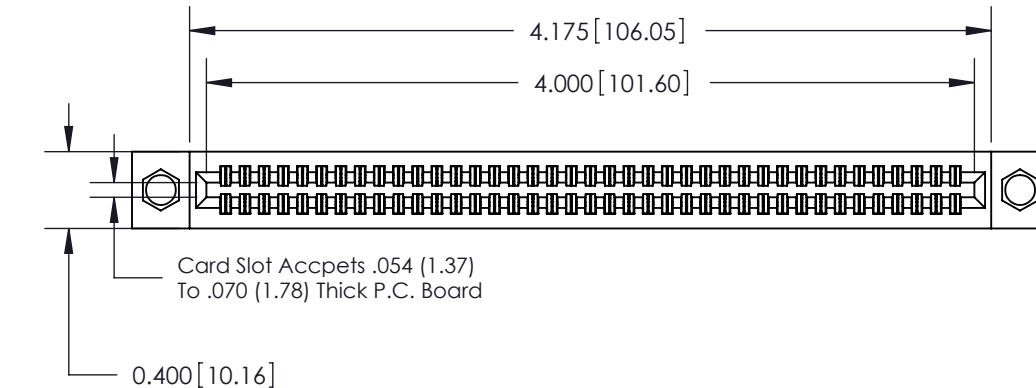 4.175[106.05]
4.000[101.60]
Card Slot Accpets .054 (1.37)
To .070 (1.78) Thick P.C. Board
0.400[10.16]